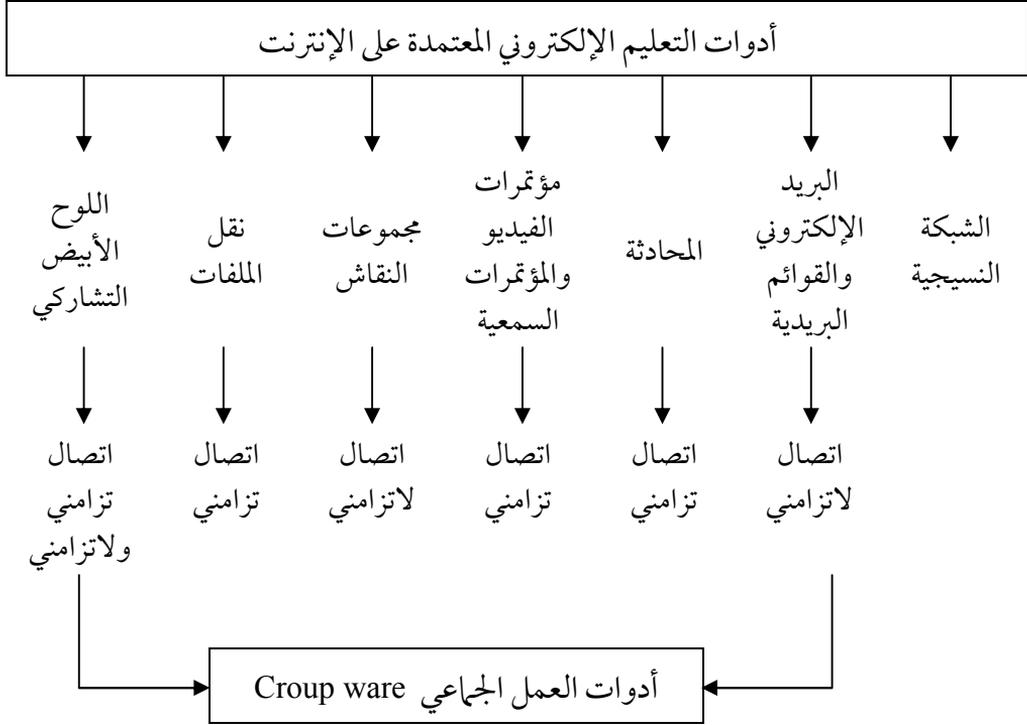 أدوات التعليم الإلكتروني المعتمدة على الإنترنت
الشبكة
النسيجية
البريد
الإلكتروني
والقوائم
البريدية
المحادثة
مؤتمرات
الفيديو
والمؤتمرات
السمعية
مجموعات
النقاش
نقل
الملفات
اللوح
الأبيض
التشاركي
اتصال
لاتزامني
اتصال
تزامني
اتصال
تزامني
اتصال
لاتزامني
اتصال
تزامني
اتصال
تزامني
ولاتزامني
أدوات العمل الجماعي Croup ware